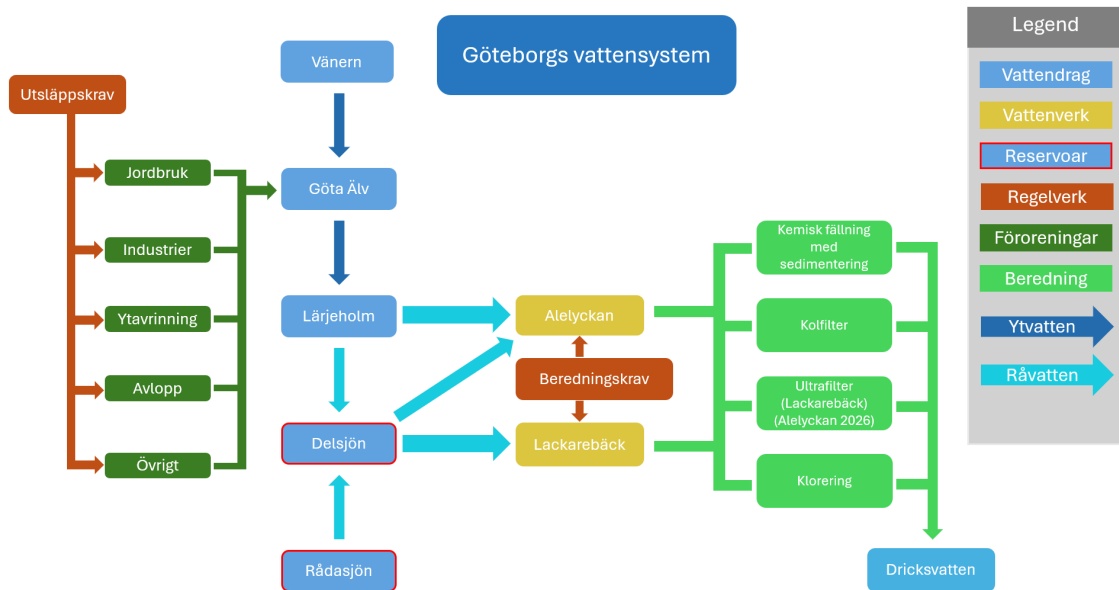 Göteborgs vattensystem
Vänern
Utsläppskrav
Jordbruk
Göta Älv
Industrier
Ytavrinning
Avlopp
Övrigt
Lärjeholm
Delsjön
Rådasjön
Alelyckan
Beredningskrav
Lackarebäck
Kemisk fällning
med
sedimentering
Kolfilter
Ultrafilter
(Lackarebäck)
(Alelyckan 2026)
Klorering
Dricksvatten
Legend
Vattendrag
Vattenverk
Reservoar
Regelverk
Föroreningar
Beredning
Ytvatten
Råvatten